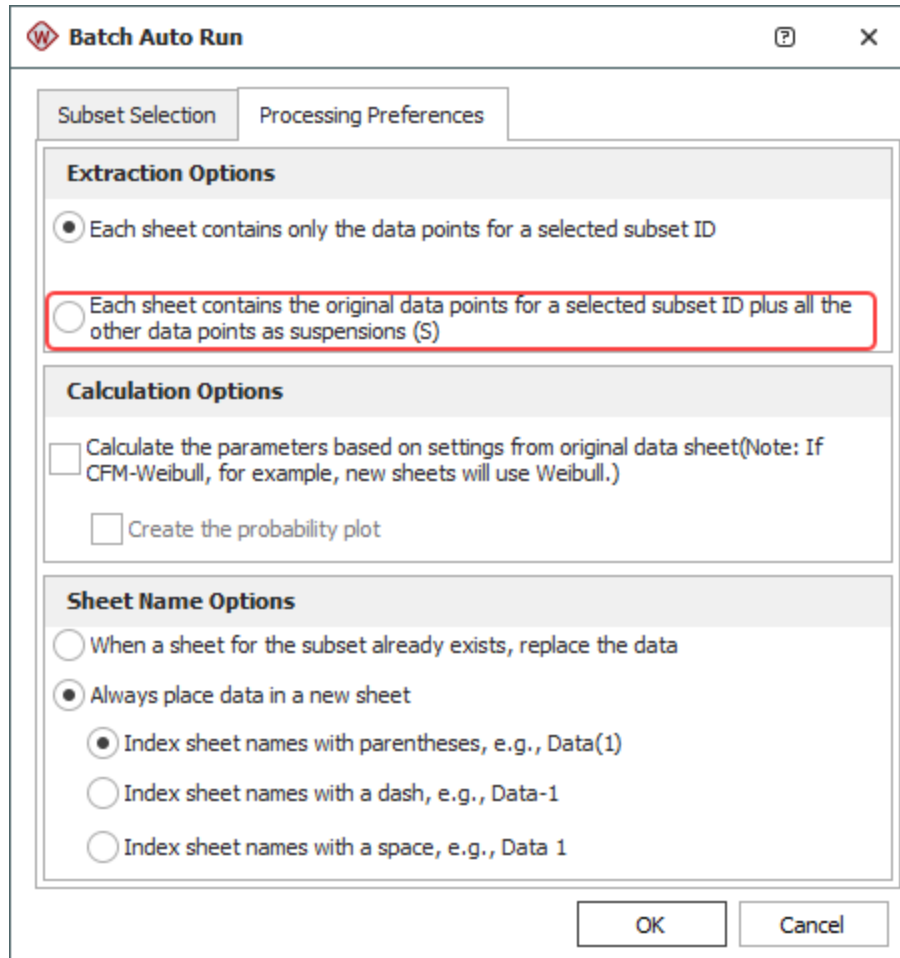 Batch Auto Run
Subset Selection
Processing Preferences
Extraction Options
Each sheet contains only the data points for a selected subset ID
Each sheet contains the original data points for a selected subset ID plus all the
other data points as suspensions (S)
Calculation Options
Calculate the parameters based on settings from original data sheet(Note: If
CFM-Weibull, for example, new sheets will use Weibull.)
Create the probability plot
Sheet Name Options
When a sheet for the subset already exists, replace the data
Always place data in a new sheet
Index sheet names with parentheses, e.g., Data(1)
Index sheet names with a dash, e.g., Data-1
Index sheet names with a space, e.g., Data 1
OK
Cancel